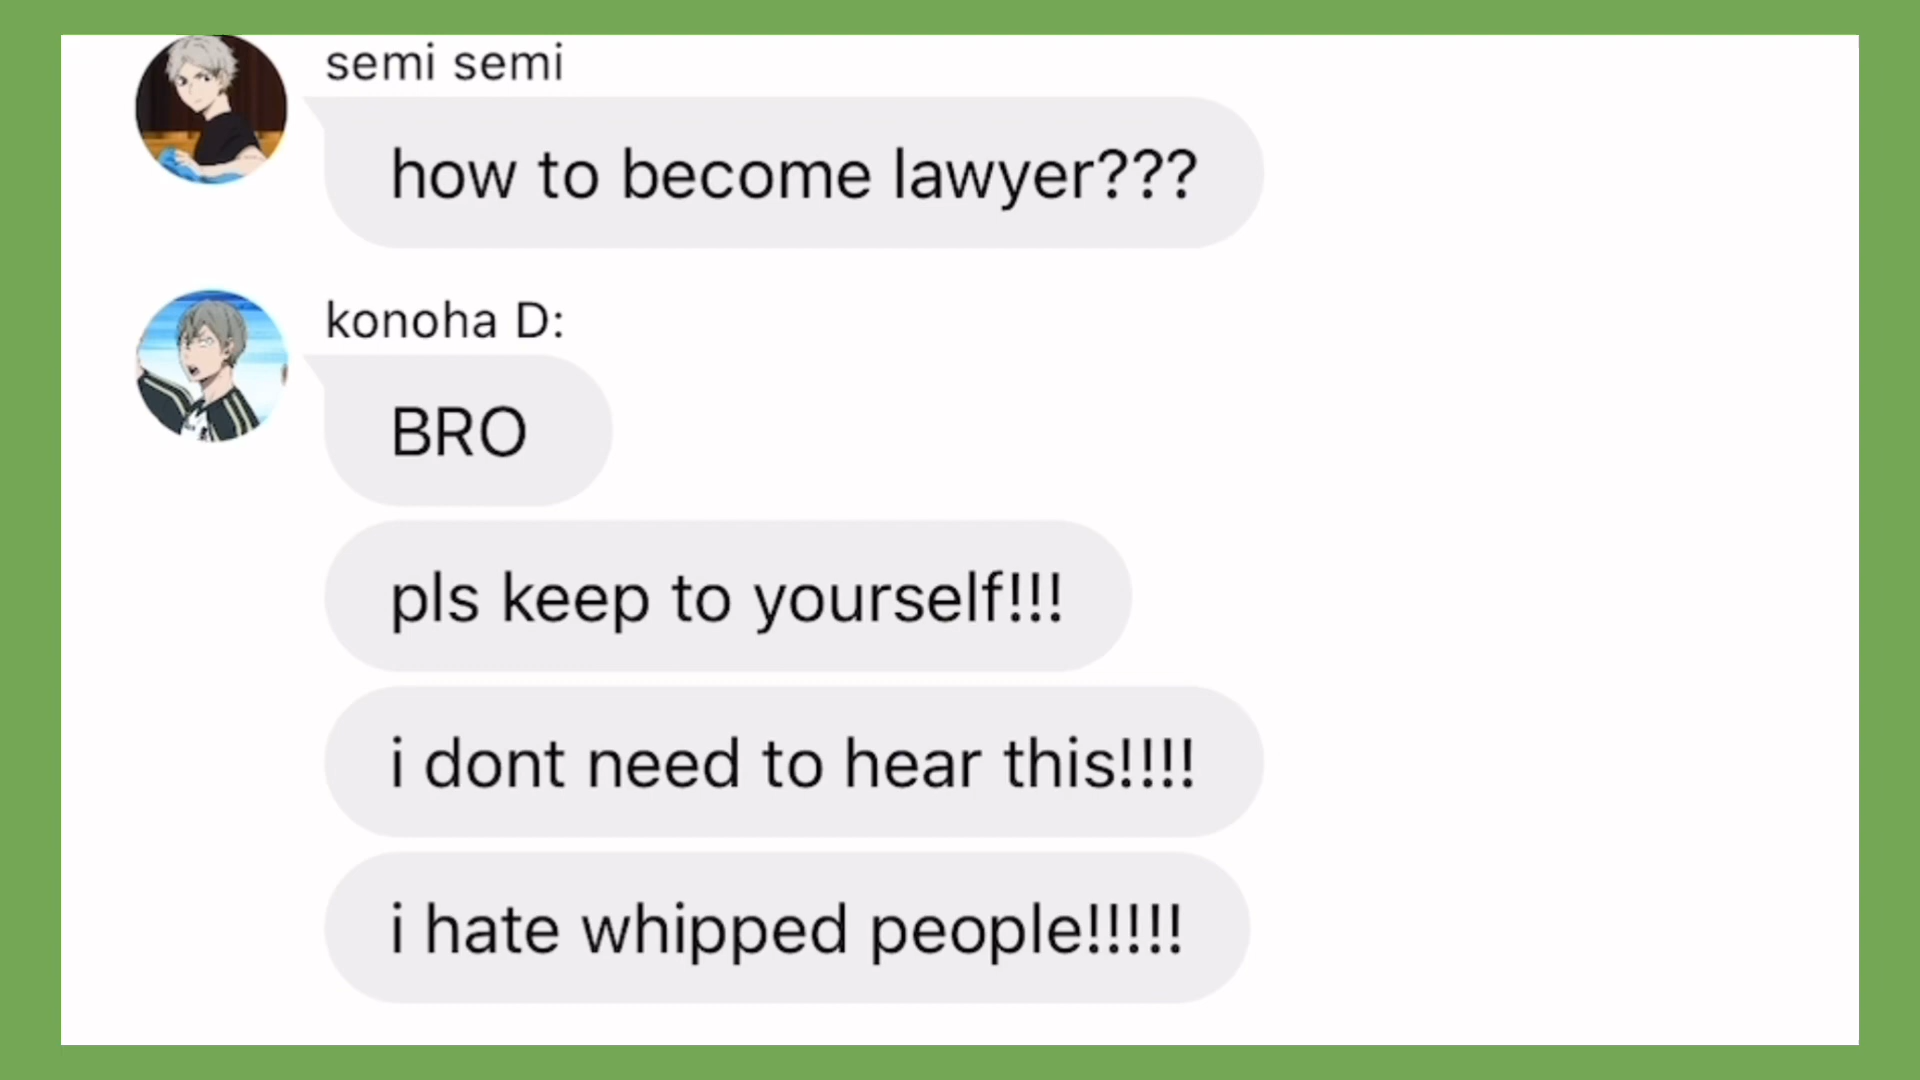 semi semi
how to become lawyer???
konoha D:
BRO
pls keep to yourself!!!
i dont need to hear this!!!!
i hate whipped people!!!!!